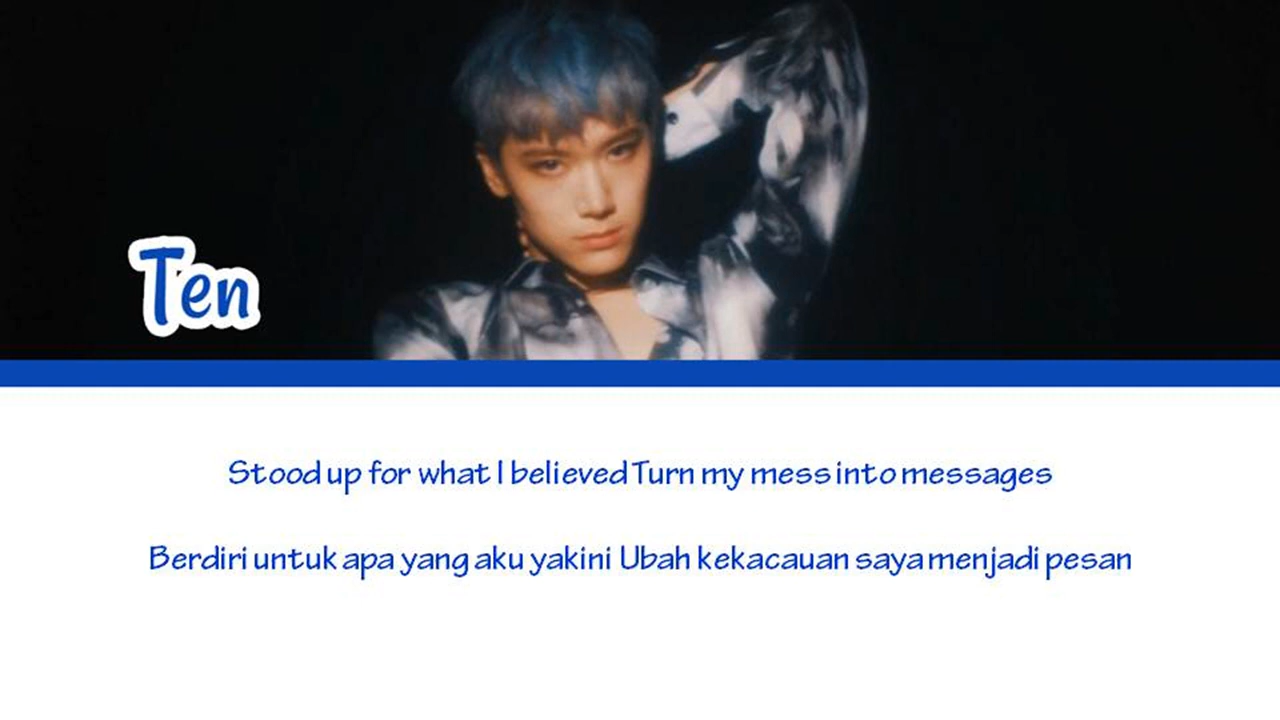 Ten
Stood up for what I believed Turn my mess into messages
Berdiri untuk apa yang aku yakini Ubah kekacauan saya menjadi pesan